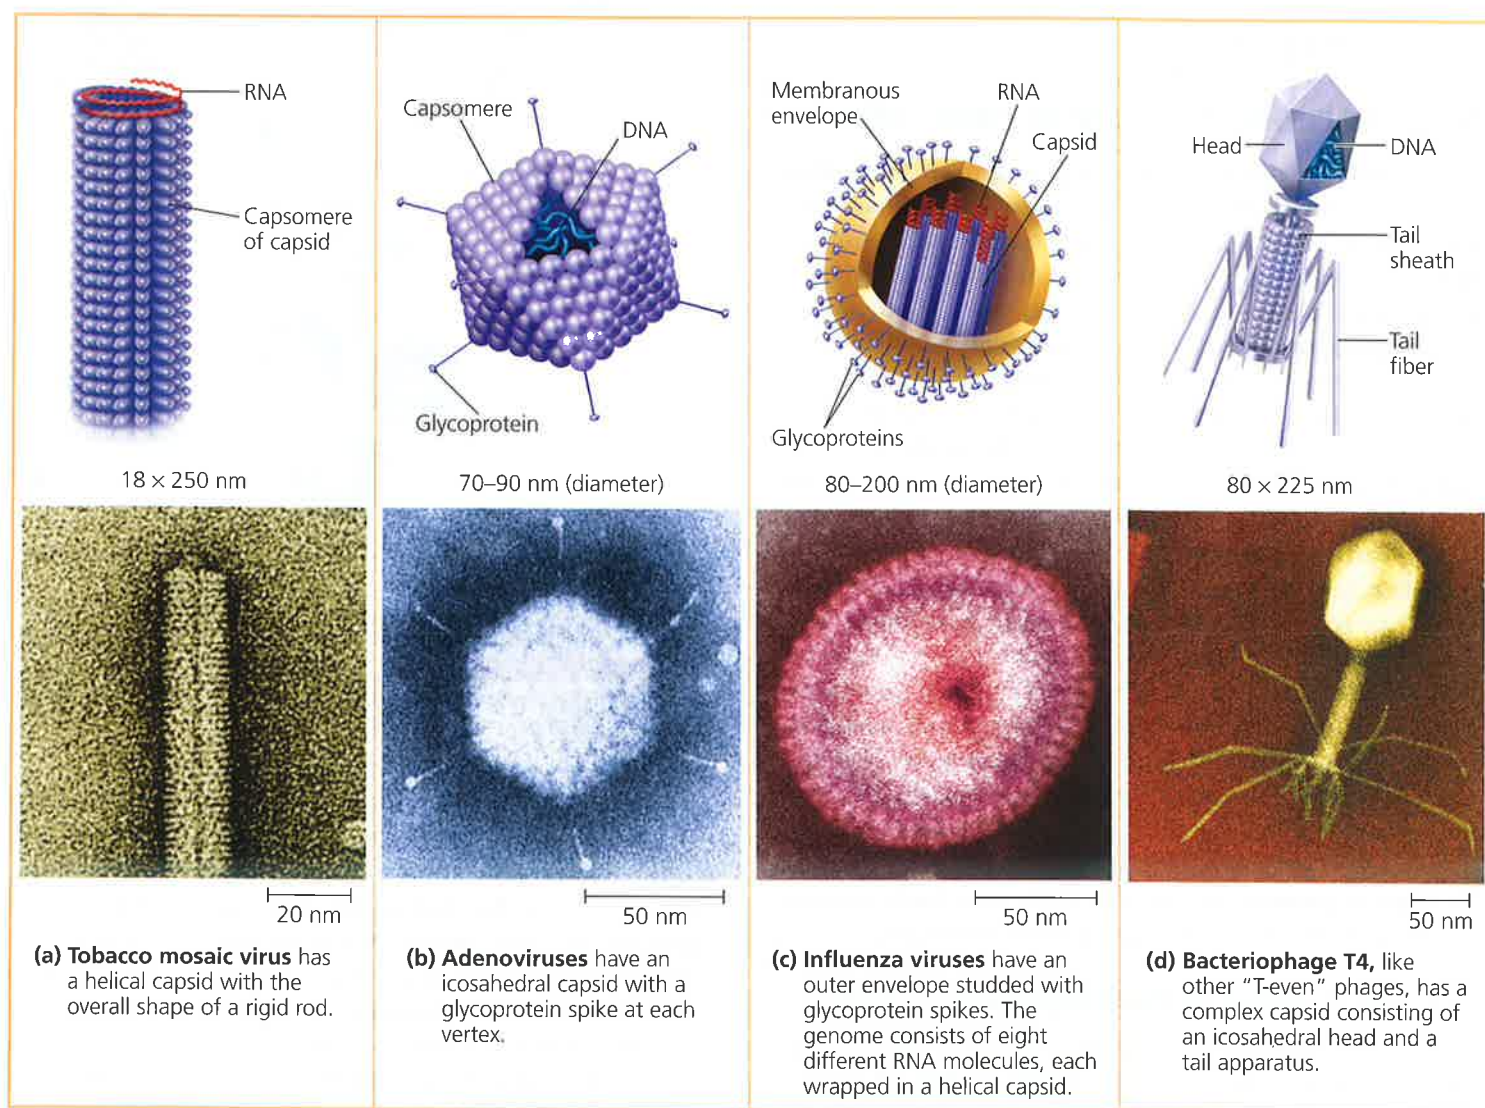 RNA
Capsomere
of capsid
18 × 250 nm
20 nm
(a) Tobacco mosaic virus has
a helical capsid with the
overall shape of a rigid rod.
Capsomere
DNA
Glycoprotein
70–90 nm (diameter)
50 nm
(b) Adenoviruses have an
icosahedral capsid with a
glycoprotein spike at each
vertex.
Membranous
envelope
RNA
Capsid
Glycoproteins
80–200 nm (diameter)
50 nm
(c) Influenza viruses have an
outer envelope studded with
glycoprotein spikes. The
genome consists of eight
different RNA molecules, each
wrapped in a helical capsid.
Head
DNA
Tail
sheath
Tail
fiber
80 × 225 nm
50 nm
(d) Bacteriophage T4, like
other “T-even” phages, has a
complex capsid consisting of
an icosahedral head and a
tail apparatus.